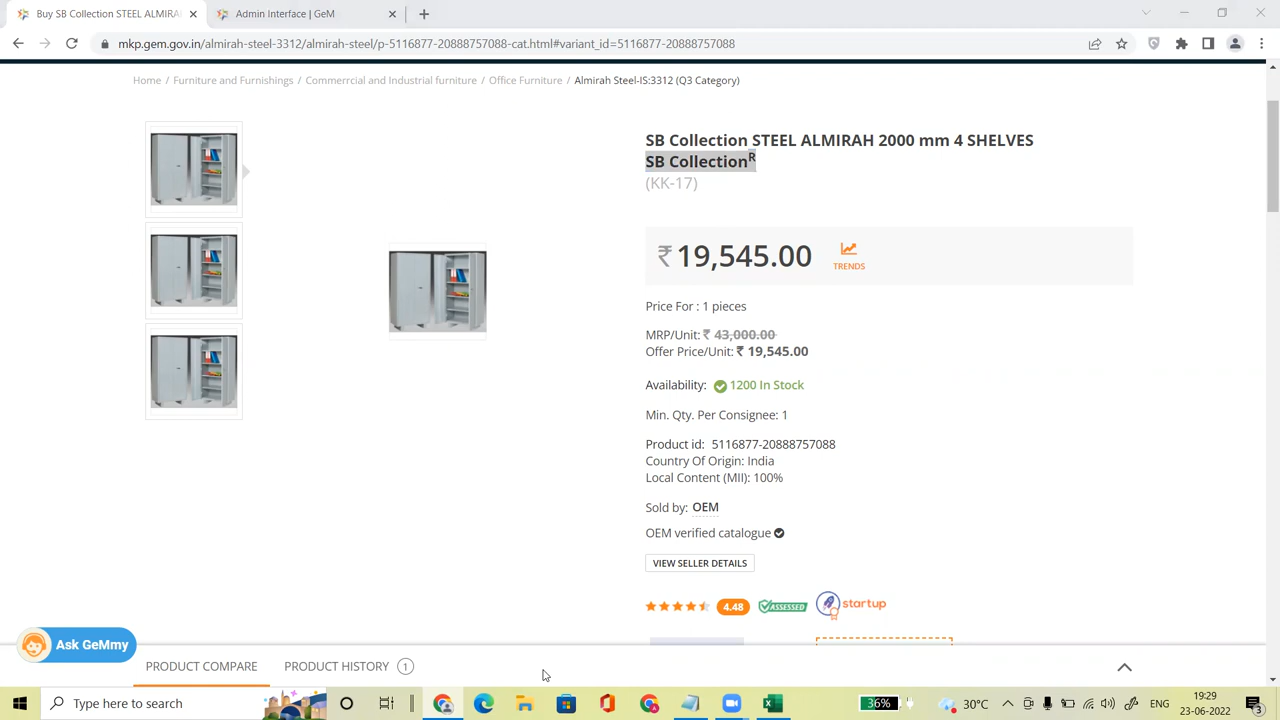 Buy SB Collection STEEL ALMIRA
Admin Interface | GeM
mkp.gem.gov.in/almirah-steel-3312/almirah-steel/p-5116877-20888757088-cat.html#variant_id=5116877-20888757088
Home / Furniture and Furnishings / Commerrcial and Industrial furniture / Office Furniture / Almirah Steel-IS:3312 (Q3 Category)
SB Collection STEEL ALMIRAH 2000 mm 4 SHELVES
SB Collection R
(KK-17)
₹ 19,545.00
TRENDS
Price For : 1 pieces
MRP/Unit: ₹ 43,000.00
Offer Price/Unit: ₹ 19,545.00
Availability: 1200 In Stock
Min. Qty. Per Consignee: 1
Product id: 5116877-20888757088
Country Of Origin: India
Local Content (MII): 100%
Sold by: OEM
OEM verified catalogue
VIEW SELLER DETAILS
4.48 ASSESSED startup
Ask GeMmy
PRODUCT COMPARE PRODUCT HISTORY 1
Type here to search
36%
30°C
ENG
19:29
23-06-2022
3